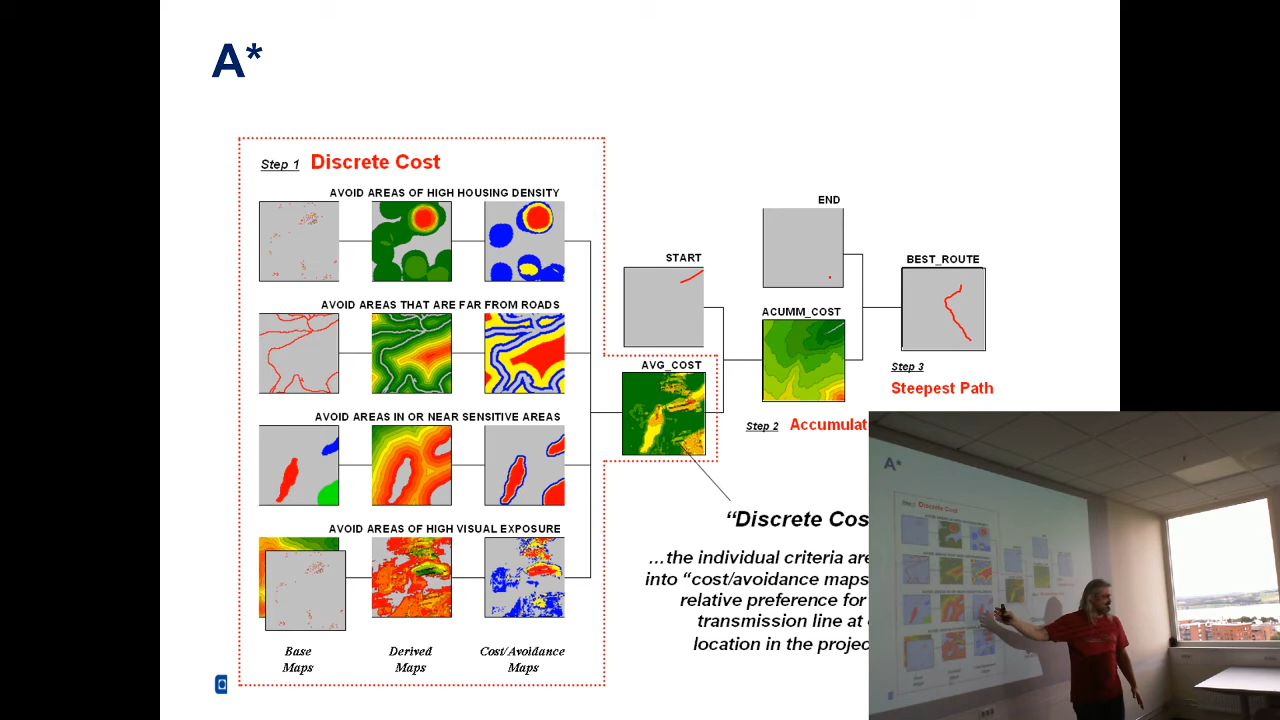 A*
Step 1 Discrete Cost
AVOID AREAS OF HIGH HOUSING DENSITY
AVOID AREAS THAT ARE FAR FROM ROADS
AVOID AREAS IN OR NEAR SENSITIVE AREAS
AVOID AREAS OF HIGH VISUAL EXPOSURE
Base
Maps
Derived
Maps
Cost/Avoidance
Maps
START
AVG_COST
END
ACUMM_COST
Step 2 Accumulat
BEST_ROUTE
Step 3
Steepest Path
“Discrete Cos
…the individual criteria are
into “cost/avoidance maps
relative preference for
transmission line at
location in the projec
A*
Discrete Cost